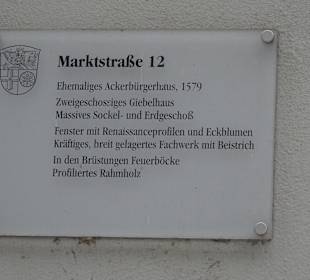 Marktstraße 12
Ehemaliges Ackerbürgerhaus, 1579
Zweigeschossiges Giebelhaus
Massives Sockel- und Erdgeschoß
Fenster mit Renaissanceprofilen und Eckblumen
Kräftiges, breit gelagertes Fachwerk mit Beistrich
In den Brüstungen Feuerböcke
Profiliertes Rahmholz